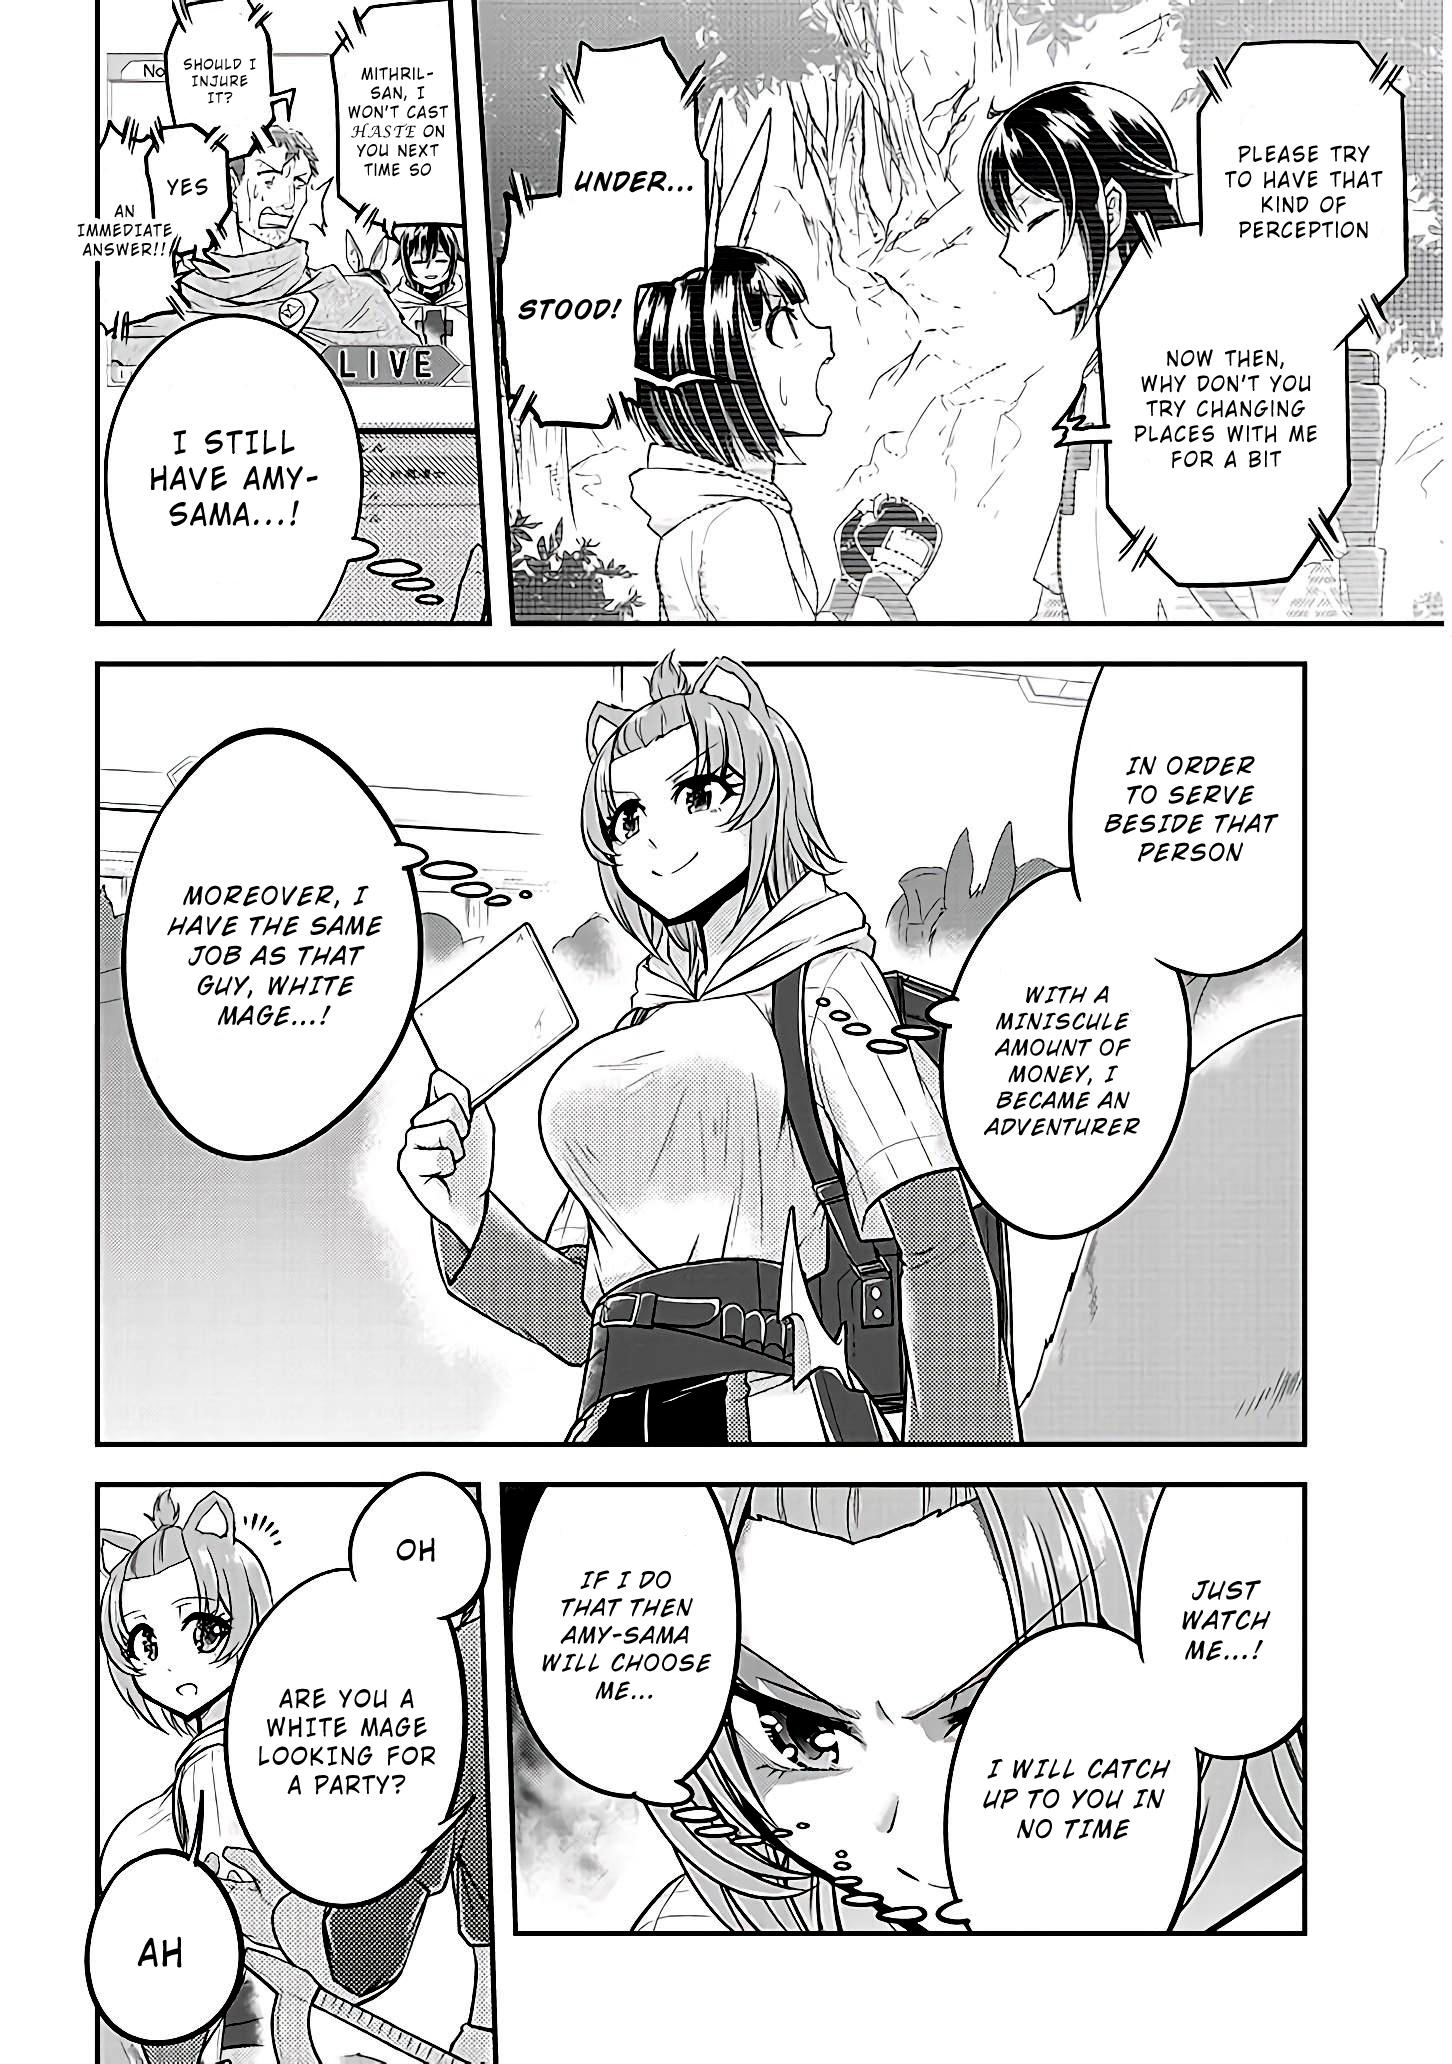 PLEASE TRY
TO HAVE THAT
KIND OF
PERCEPTION
NOW THEN,
WHY DON'T YOU
TRY CHANGING
PLACES WITH ME
FOR A BIT
UNDER...
STOOD!
MITHRIL-
SAN, I
WON'T CAST
HASTE ON
YOU NEXT
TIME SO
SHOULD I
INJURE
IT?
YES
AN
IMMEDIATE
ANSWER!!
No
LIVE
I STILL
HAVE AMY-
SAMA...!
IN ORDER
TO SERVE
BESIDE THAT
PERSON
WITH A
MINISCULE
AMOUNT OF
MONEY, I
BECAME AN
ADVENTURER
MOREOVER, I
HAVE THE SAME
JOB AS THAT
GUY, WHITE
MAGE...!
JUST
WATCH
ME...!
I WILL CATCH
UP TO YOU IN
NO TIME
IF I DO
THAT THEN
AMY-SAMA
WILL CHOOSE
ME...
OH
ARE YOU A
WHITE MAGE
LOOKING FOR
A PARTY?
AH